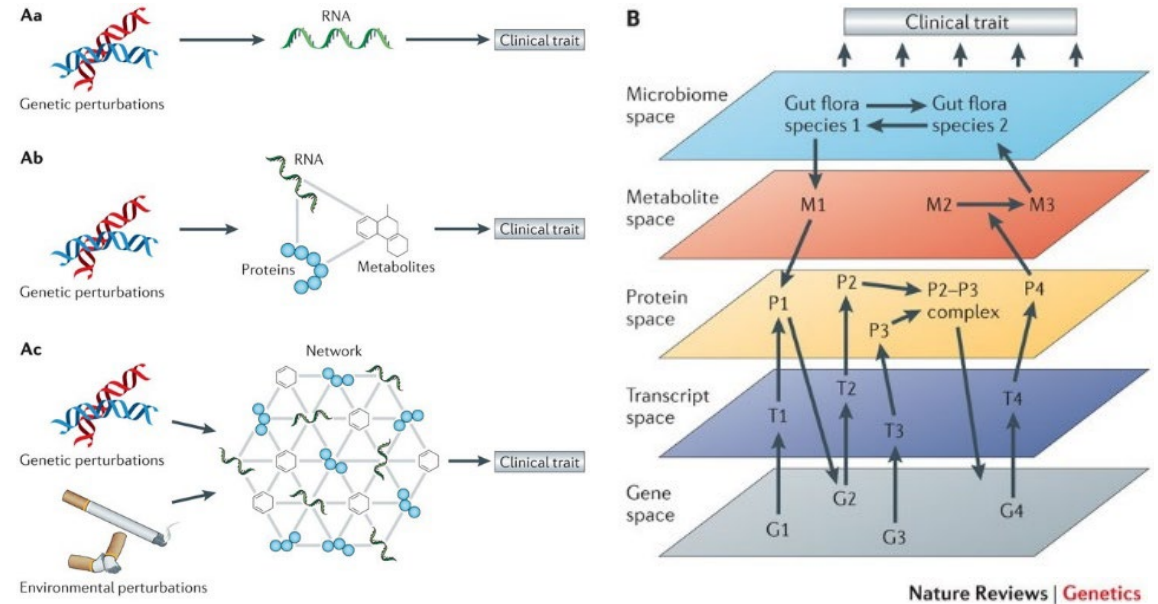 Aa
RNA
Clinical trait
Genetic perturbations
Ab
RNA
Clinical trait
Proteins
Metabolites
Genetic perturbations
Ac
Network
Genetic perturbations
Clinical trait
Environmental perturbations
B
Clinical trait
Microbiome
space
Gut flora
species 1
Gut flora
species 2
Metabolite
space
M1
M2
M3
Protein
space
P1
P2
P3
P2–P3
complex
P4
Transcript
space
T1
T2
T3
T4
Gene
space
G1
G2
G3
G4
Nature Reviews | Genetics